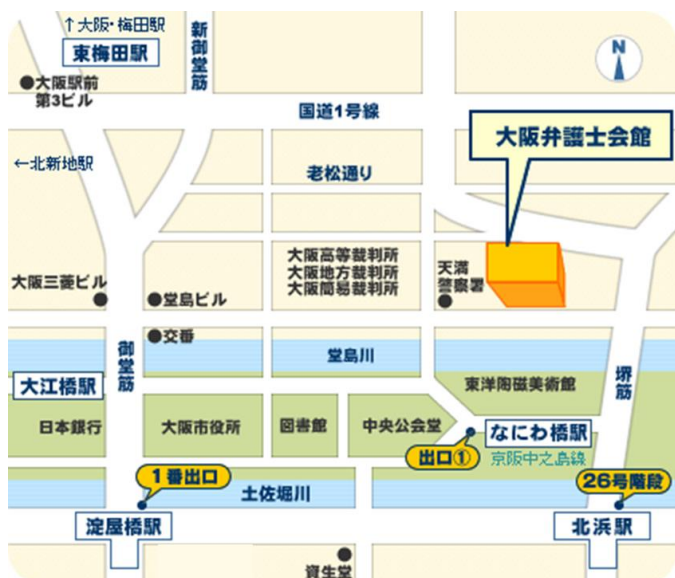 ↑大阪・梅田駅
東梅田駅
新御堂筋
N
●大阪駅前
第3ビル
国道1号線
大阪弁護士会館
←北新地駅
老松通り
大阪高等裁判所
大阪地方裁判所
大阪簡易裁判所
天満
警察署
大阪三菱ビル
●堂島ビル
●交番
御堂筋
堂島川
堺筋
大江橋駅
東洋陶磁美術館
日本銀行
大阪市役所
図書館
中央公会堂
なにわ橋駅
出口①
京阪中之島線
1番出口
土佐堀川
26号階段
淀屋橋駅
北浜駅
資生堂